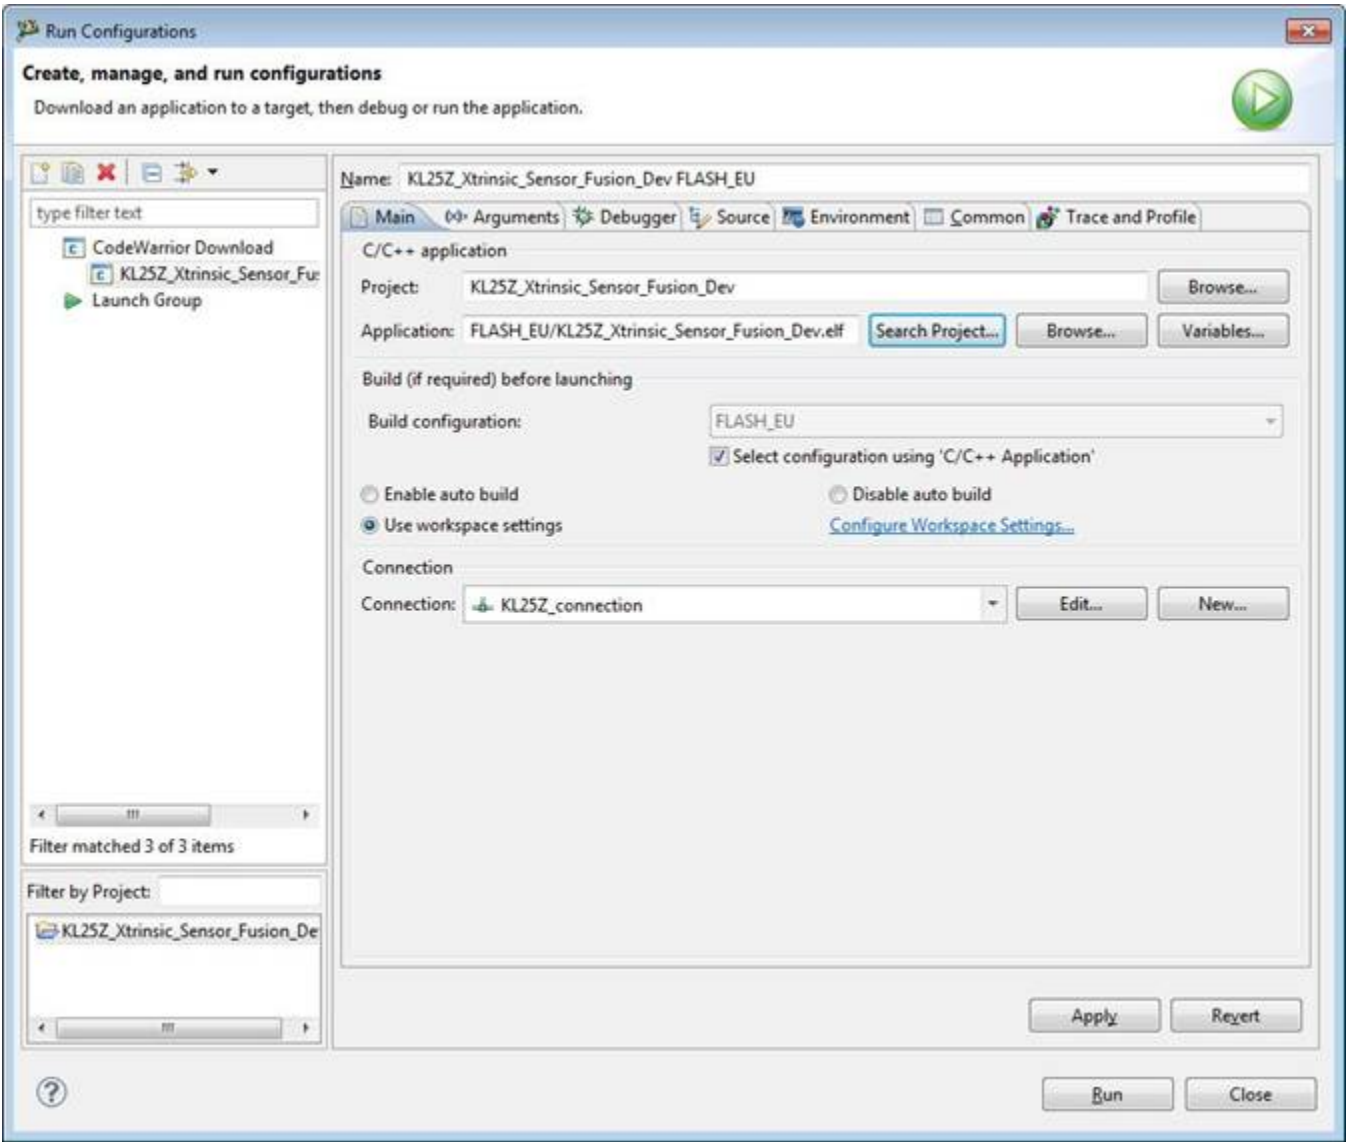 Run Configurations
Create, manage, and run configurations
Download an application to a target, then debug or run the application.
type filter text
CodeWarrior Download
KL25Z_Xtrinsic_Sensor_Fu
Launch Group
Filter matched 3 of 3 items
Filter by Project:
KL25Z_Xtrinsic_Sensor_Fusion_De
Name: KL25Z_Xtrinsic_Sensor_Fusion_Dev FLASH_EU
Main Arguments Debugger Source Environment Common Trace and Profile
C/C++ application
Project: KL25Z_Xtrinsic_Sensor_Fusion_Dev Browse...
Application: FLASH_EU/KL25Z_Xtrinsic_Sensor_Fusion_Dev.elf Search Project... Browse... Variables...
Build (if required) before launching
Build configuration: FLASH_EU
Select configuration using 'C/C++ Application'
Enable auto build Disable auto build
Use workspace settings Configure Workspace Settings...
Connection
Connection: KL25Z_connection Edit... New...
Apply Revert
Run Close